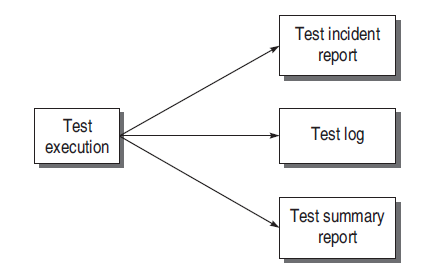 Test incident
report
Test
execution
Test log
Test summary
report